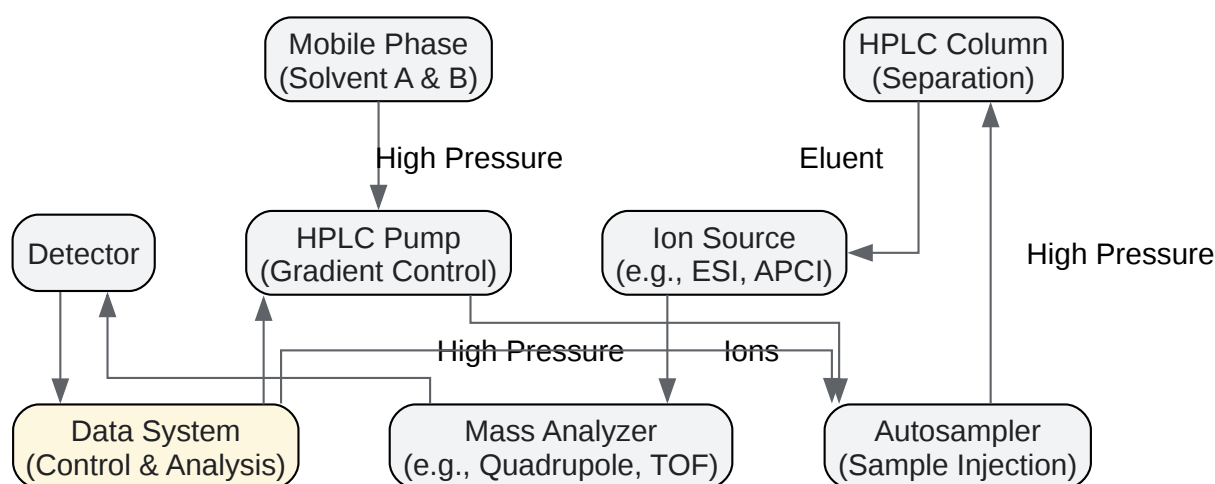 Mobile Phase
(Solvent A & B)
HPLC Column
(Separation)
High Pressure
Eluent
Detector
HPLC Pump
(Gradient Control)
Ion Source
(e.g., ESI, APCI)
High Pressure
High Pressure
Ions
Data System
(Control & Analysis)
Mass Analyzer
(e.g., Quadrupole, TOF)
Autosampler
(Sample Injection)